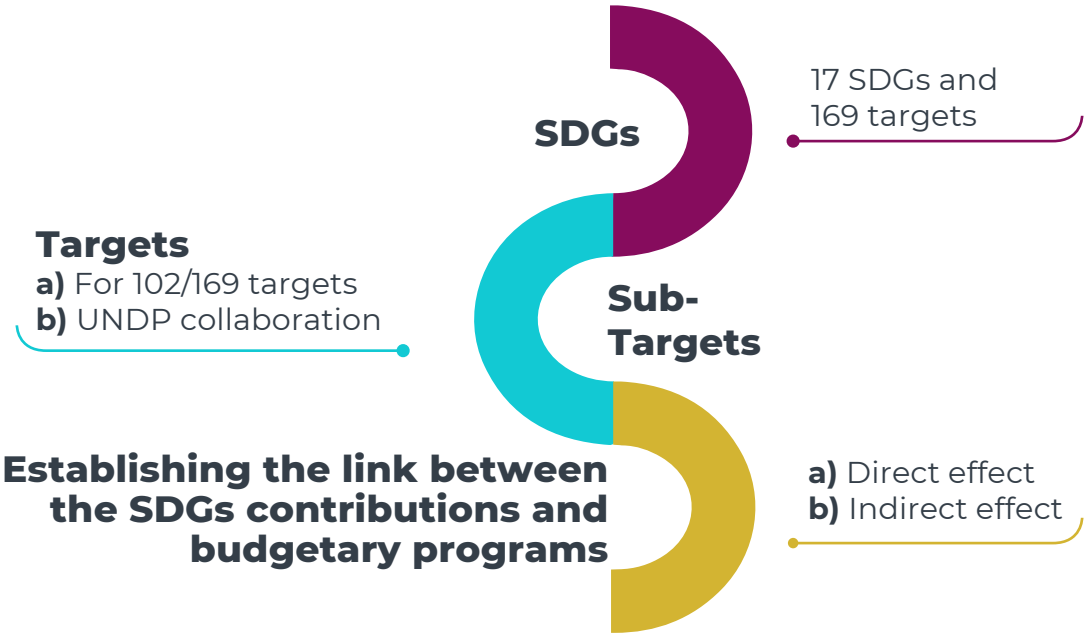 17 SDGs and
169 targets
SDGs
Targets
a) For 102/169 targets
b) UNDP collaboration
Sub-
Targets
Establishing the link between
the SDGs contributions and
budgetary programs
a) Direct effect
b) Indirect effect